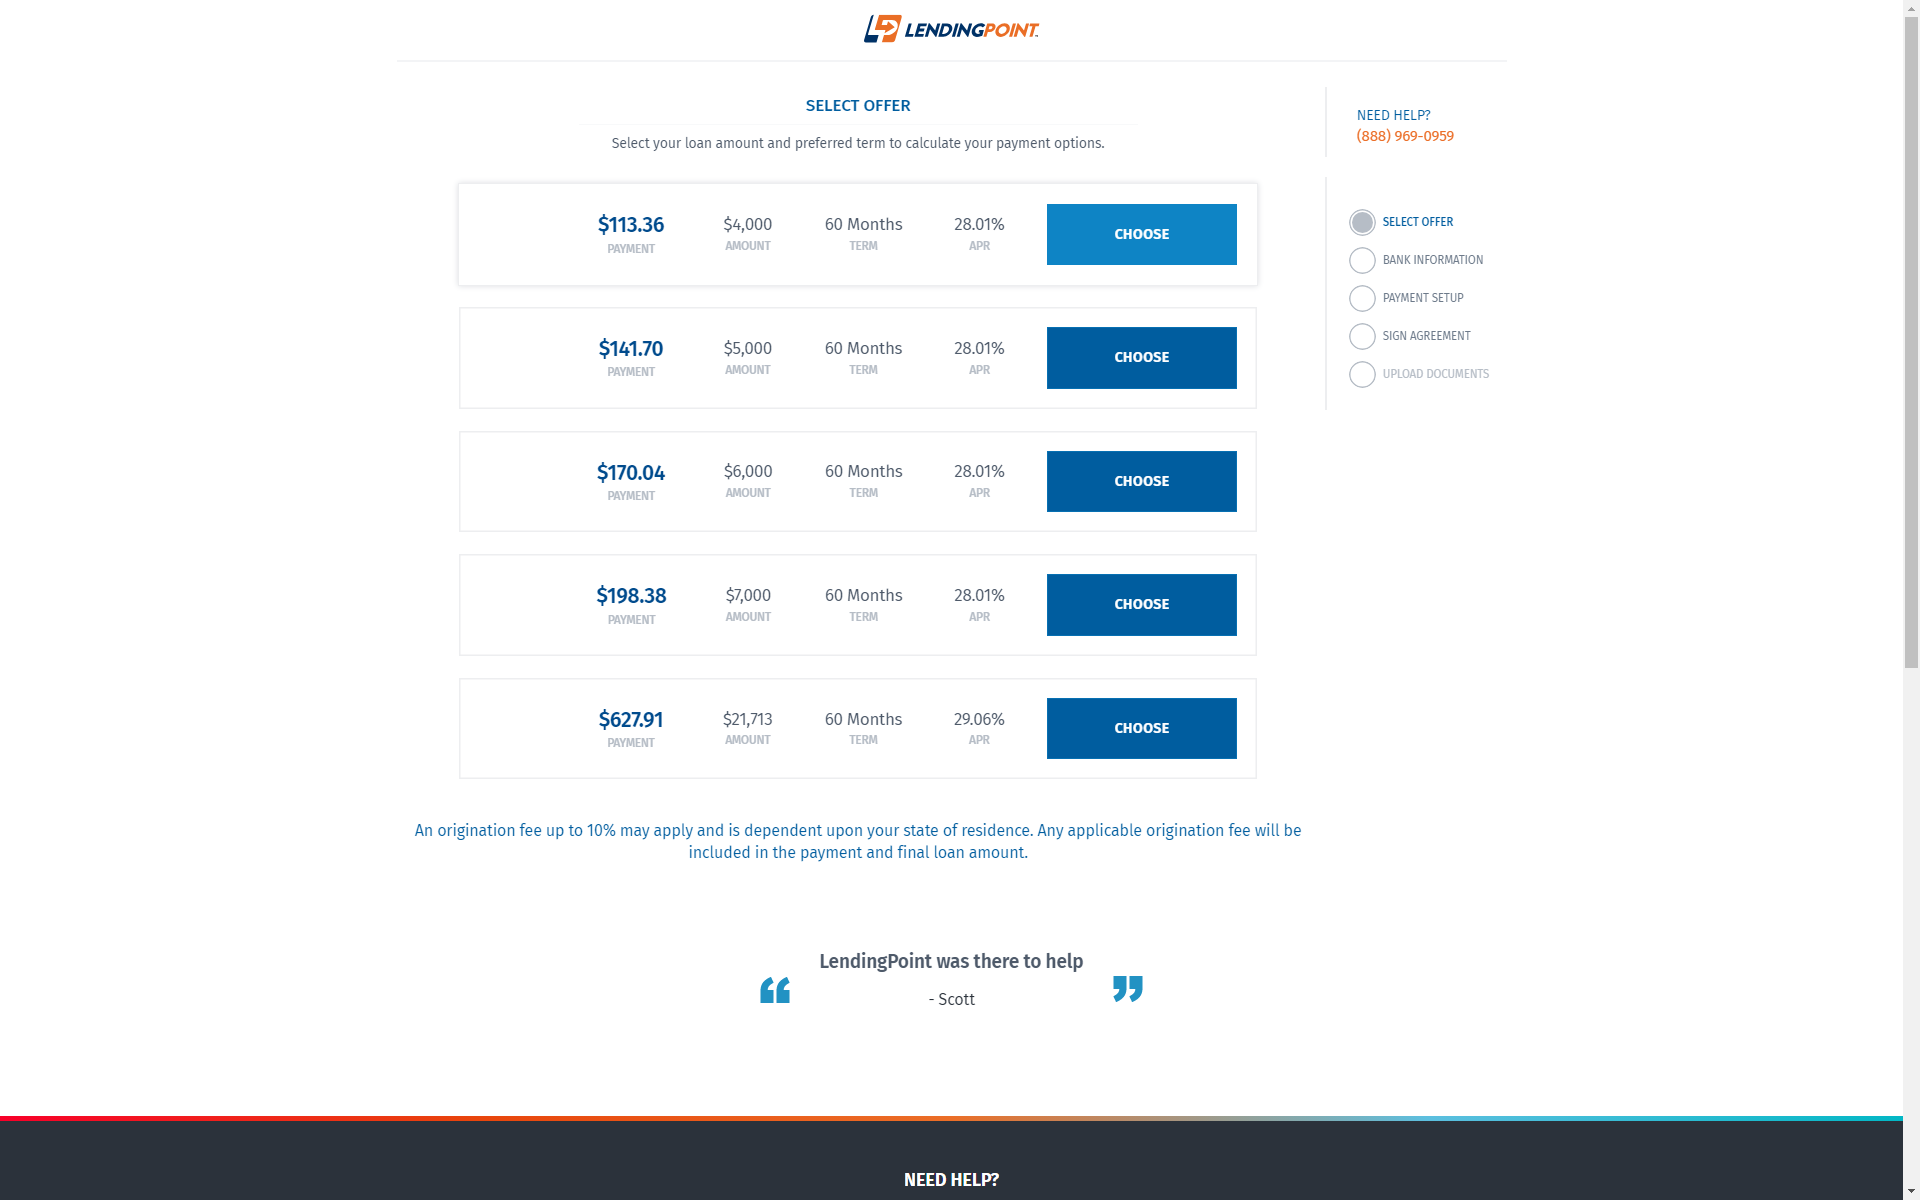 LENDINGPOINT
SELECT OFFER
Select your loan amount and preferred term to calculate your payment options.
$113.36 $4,000 60 Months 28.01% CHOOSE
PAYMENT AMOUNT TERM APR
$141.70 $5,000 60 Months 28.01% CHOOSE
PAYMENT AMOUNT TERM APR
$170.04 $6,000 60 Months 28.01% CHOOSE
PAYMENT AMOUNT TERM APR
$198.38 $7,000 60 Months 28.01% CHOOSE
PAYMENT AMOUNT TERM APR
$627.91 $21,713 60 Months 29.06% CHOOSE
PAYMENT AMOUNT TERM APR
An origination fee up to 10% may apply and is dependent upon your state of residence. Any applicable origination fee will be
included in the payment and final loan amount.
NEED HELP?
(888) 969-0959
SELECT OFFER
BANK INFORMATION
PAYMENT SETUP
SIGN AGREEMENT
UPLOAD DOCUMENTS
LendingPoint was there to help
“
- Scott
”
NEED HELP?